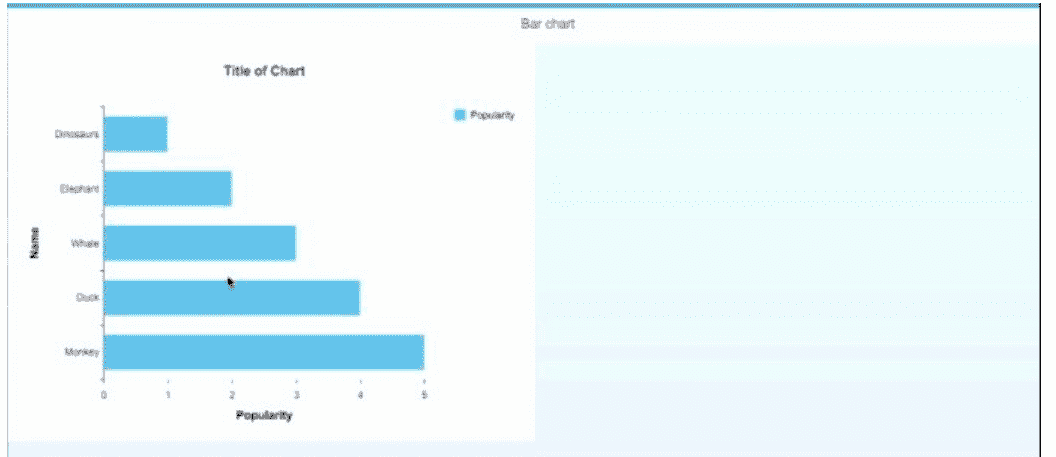 Bar chart
Title of Chart
Popularity
Dinosaurs
Elephant
Whale
Duck
Monkey
Name
0 1 2 3 4 5
Popularity